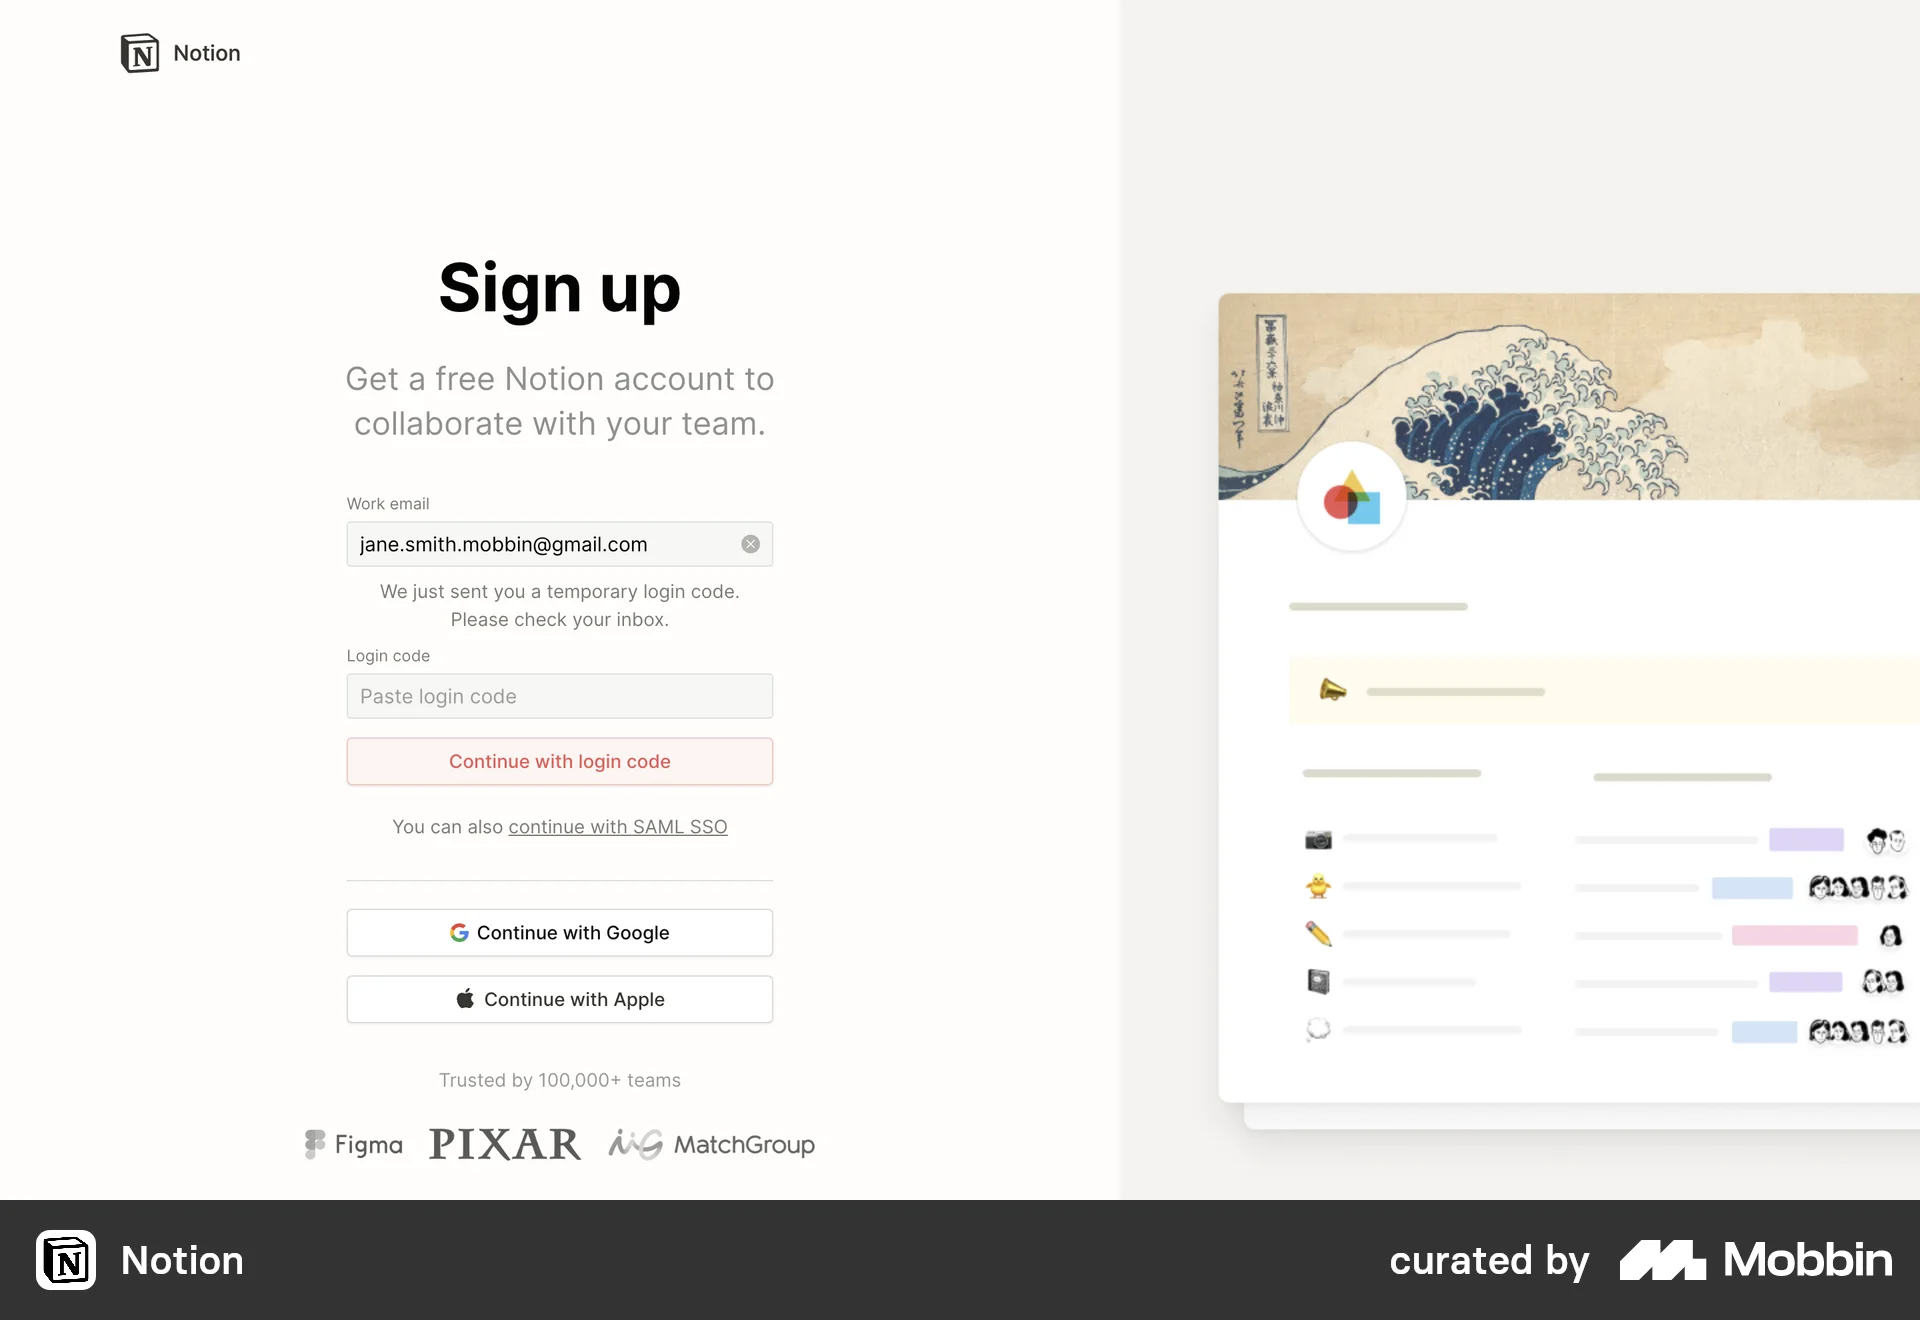 Notion
Sign up
Get a free Notion account to
collaborate with your team.
Work email
jane.smith.mobbin@gmail.com
We just sent you a temporary login code.
Please check your inbox.
Login code
Paste login code
Continue with login code
You can also continue with SAML SSO
Continue with Google
Continue with Apple
Trusted by 100,000+ teams
Figma PIXAR MatchGroup
Notion
curated by Mobbin